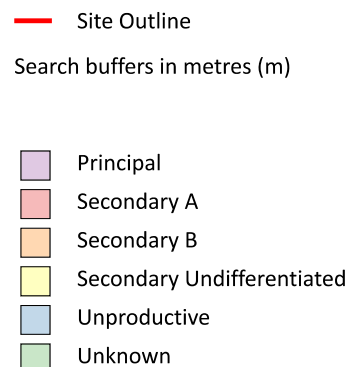 Site Outline
Search buffers in metres (m)
Principal
Secondary A
Secondary B
Secondary Undifferentiated
Unproductive
Unknown